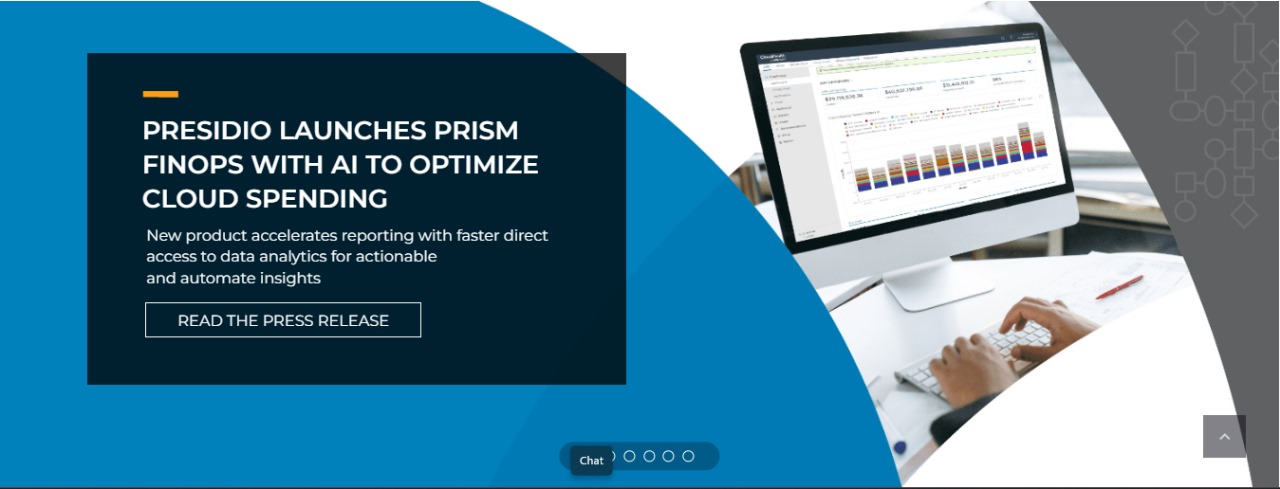 PRESIDIO LAUNCHES PRISM
FINOPS WITH AI TO OPTIMIZE
CLOUD SPENDING
New product accelerates reporting with faster direct
access to data analytics for actionable
and automate insights
READ THE PRESS RELEASE
Chat
CloudHealth